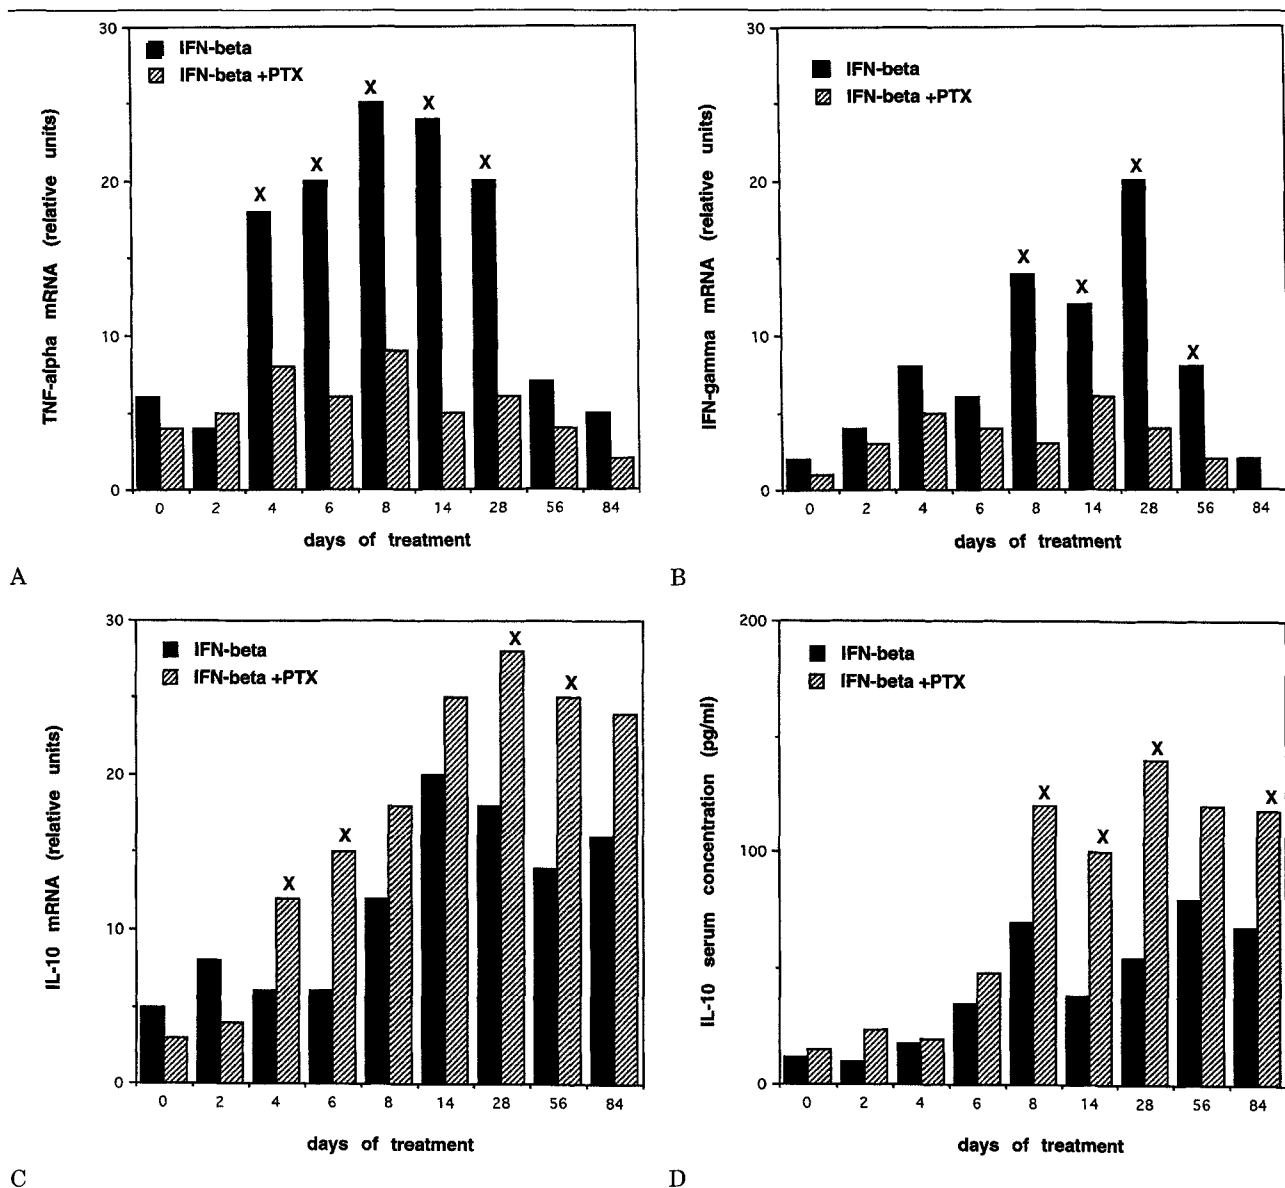 30
20
10
0
TNF-alpha mRNA (relative units)
IFN-beta
IFN-beta +PTX
X X X X X
0 2 4 6 8 14 28 56 84
days of treatment
A
30
20
10
0
IFN-gamma mRNA (relative units)
IFN-beta
IFN-beta +PTX
X X X X
0 2 4 6 8 14 28 56 84
days of treatment
B
30
20
10
0
IL-10 mRNA (relative units)
IFN-beta
IFN-beta +PTX
X X X X
0 2 4 6 8 14 28 56 84
days of treatment
C
200
100
0
IL-10 serum concentration (pg/ml)
IFN-beta
IFN-beta +PTX
X X X X
0 2 4 6 8 14 28 56 84
days of treatment
D